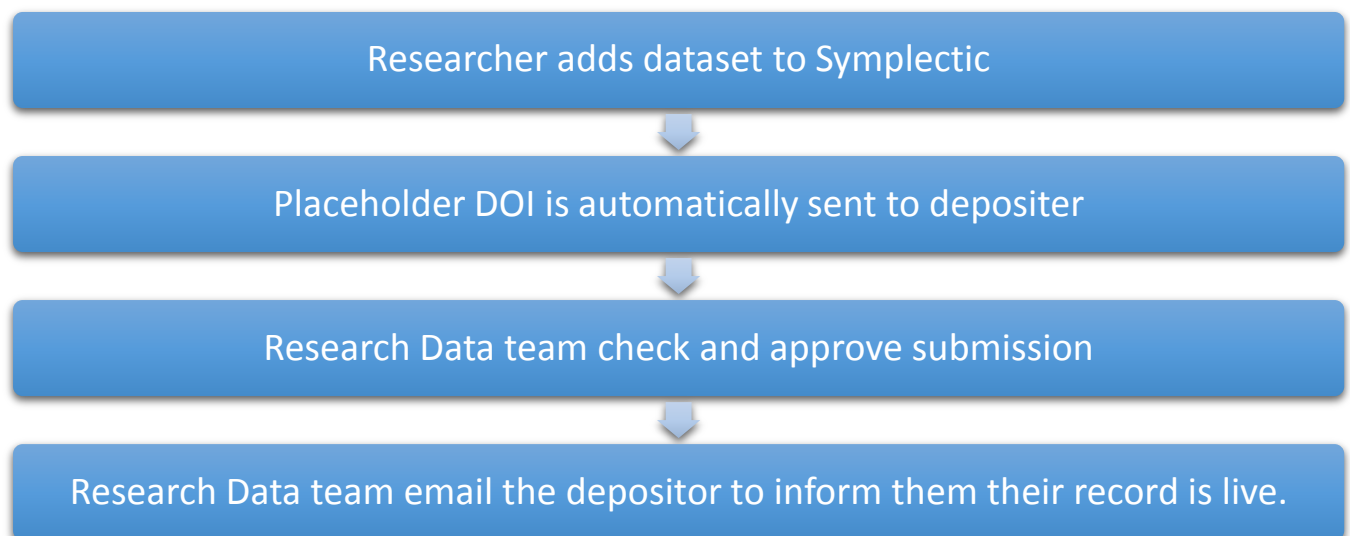 Researcher adds dataset to Symplectic
Placeholder DOI is automatically sent to depositer
Research Data team check and approve submission
Research Data team email the depositor to inform them their record is live.